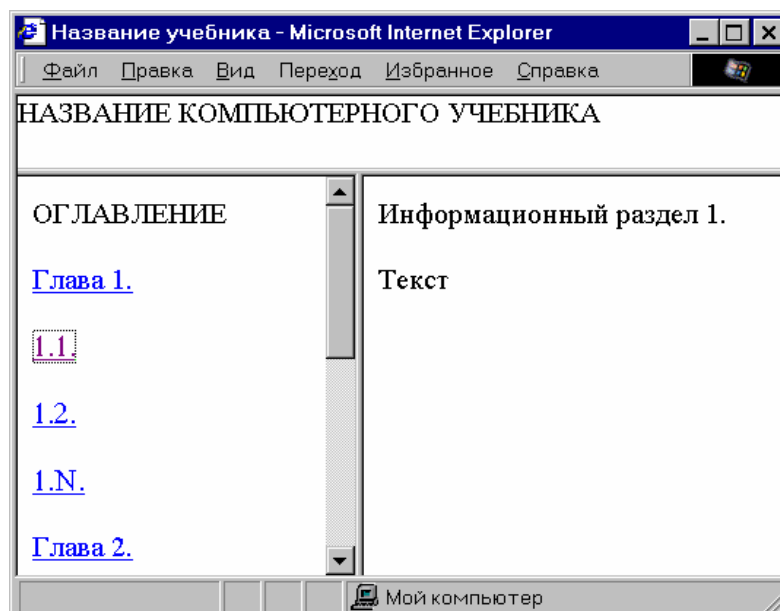 Название учебника - Microsoft Internet Explorer
Файл Правка Вид Переход Избранное Справка
НАЗВАНИЕ КОМПЬЮТЕРНОГО УЧЕБНИКА
ОГЛАВЛЕНИЕ
Глава 1.
1.1.
1.2.
1.N.
Глава 2.
Информационный раздел 1.
Текст
Мой компьютер